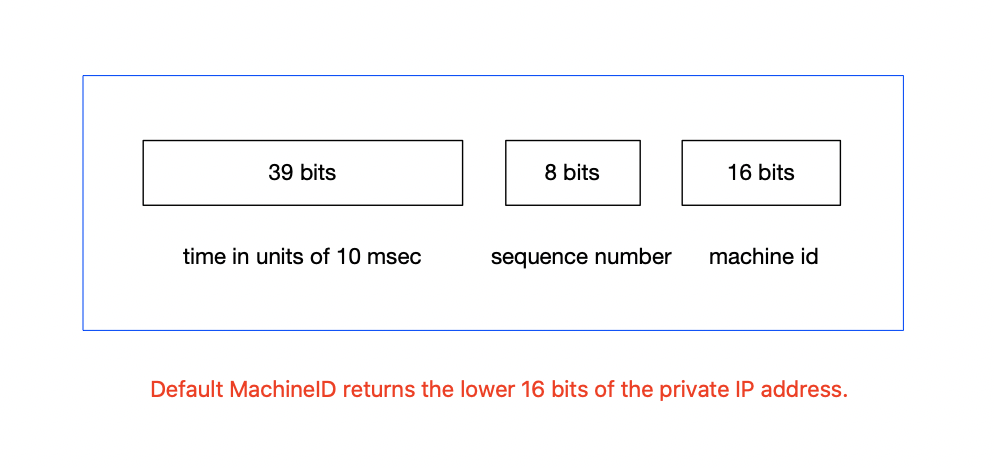 39 bits
8 bits
16 bits
time in units of 10 msec
sequence number
machine id
Default MachineID returns the lower 16 bits of the private IP address.